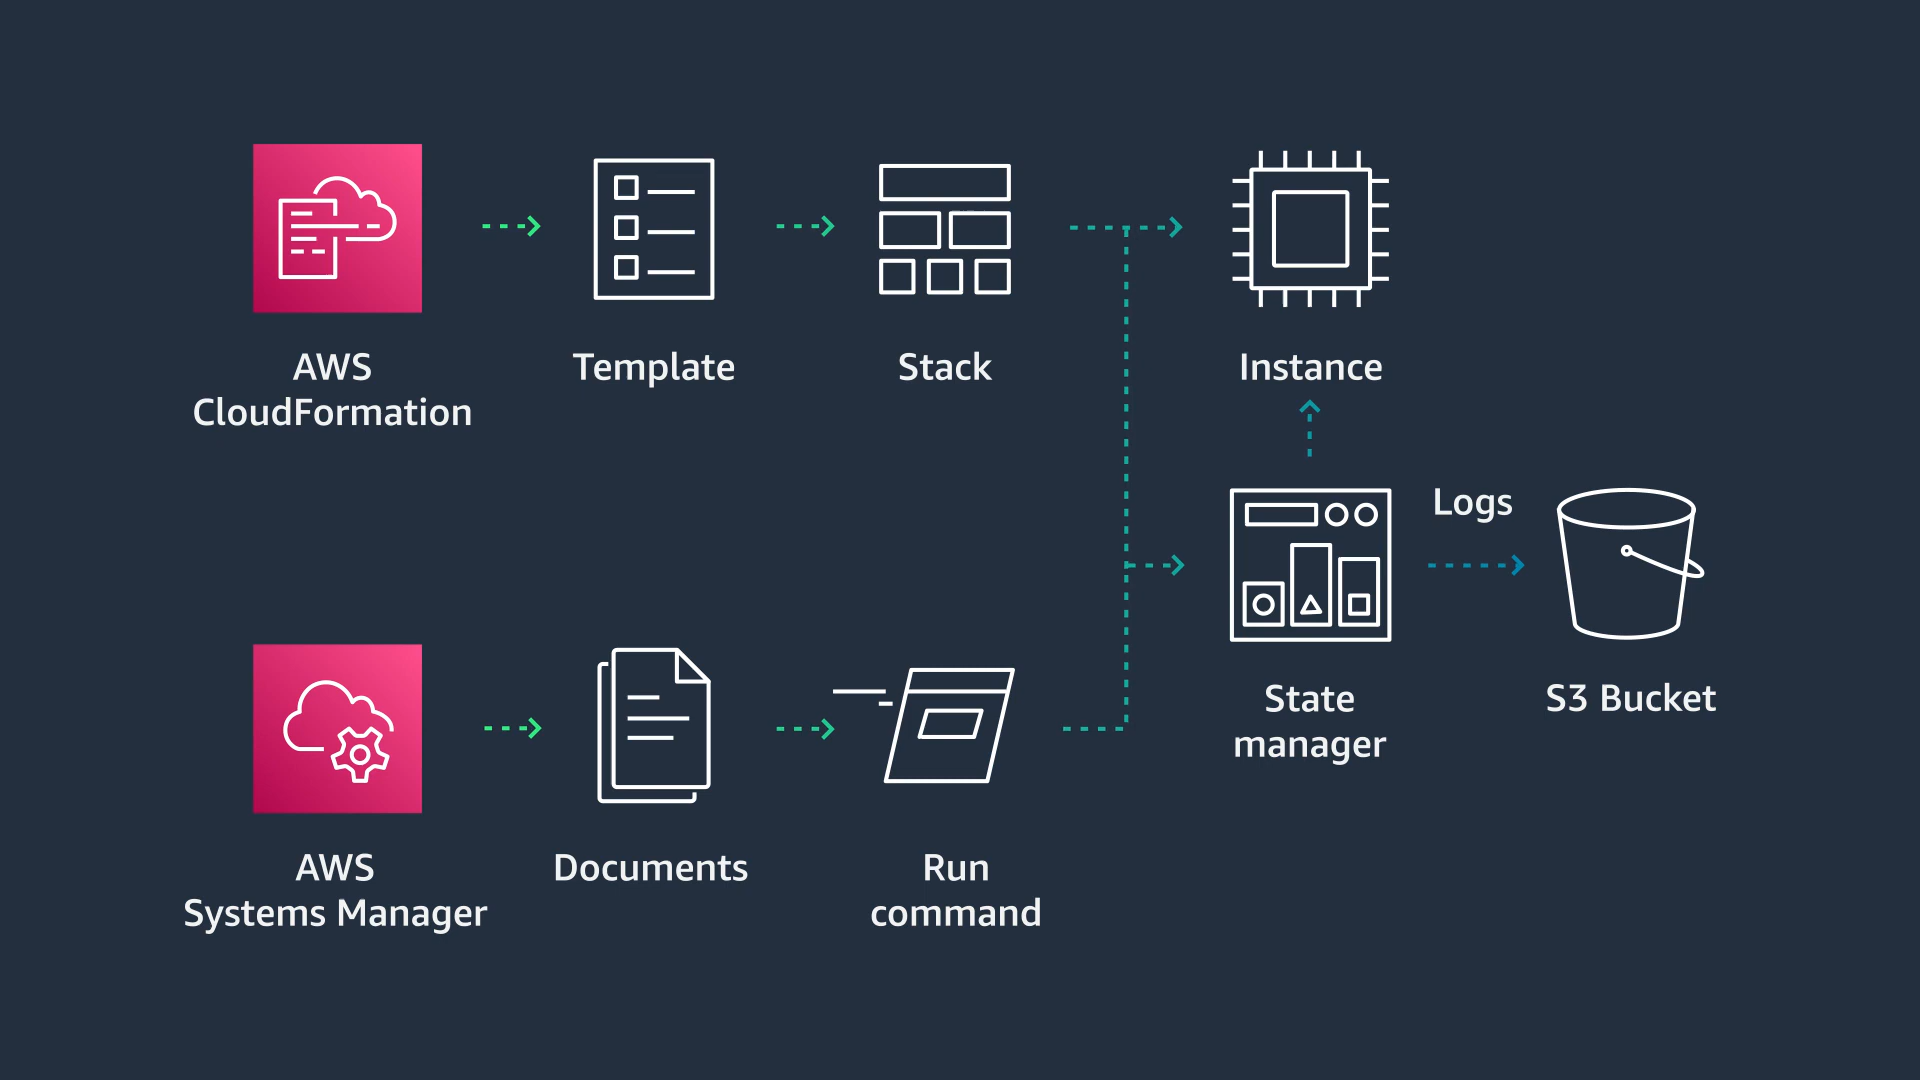 AWS
CloudFormation
Template
Stack
Instance
Logs
State
manager
S3 Bucket
AWS
Systems Manager
Documents
Run
command